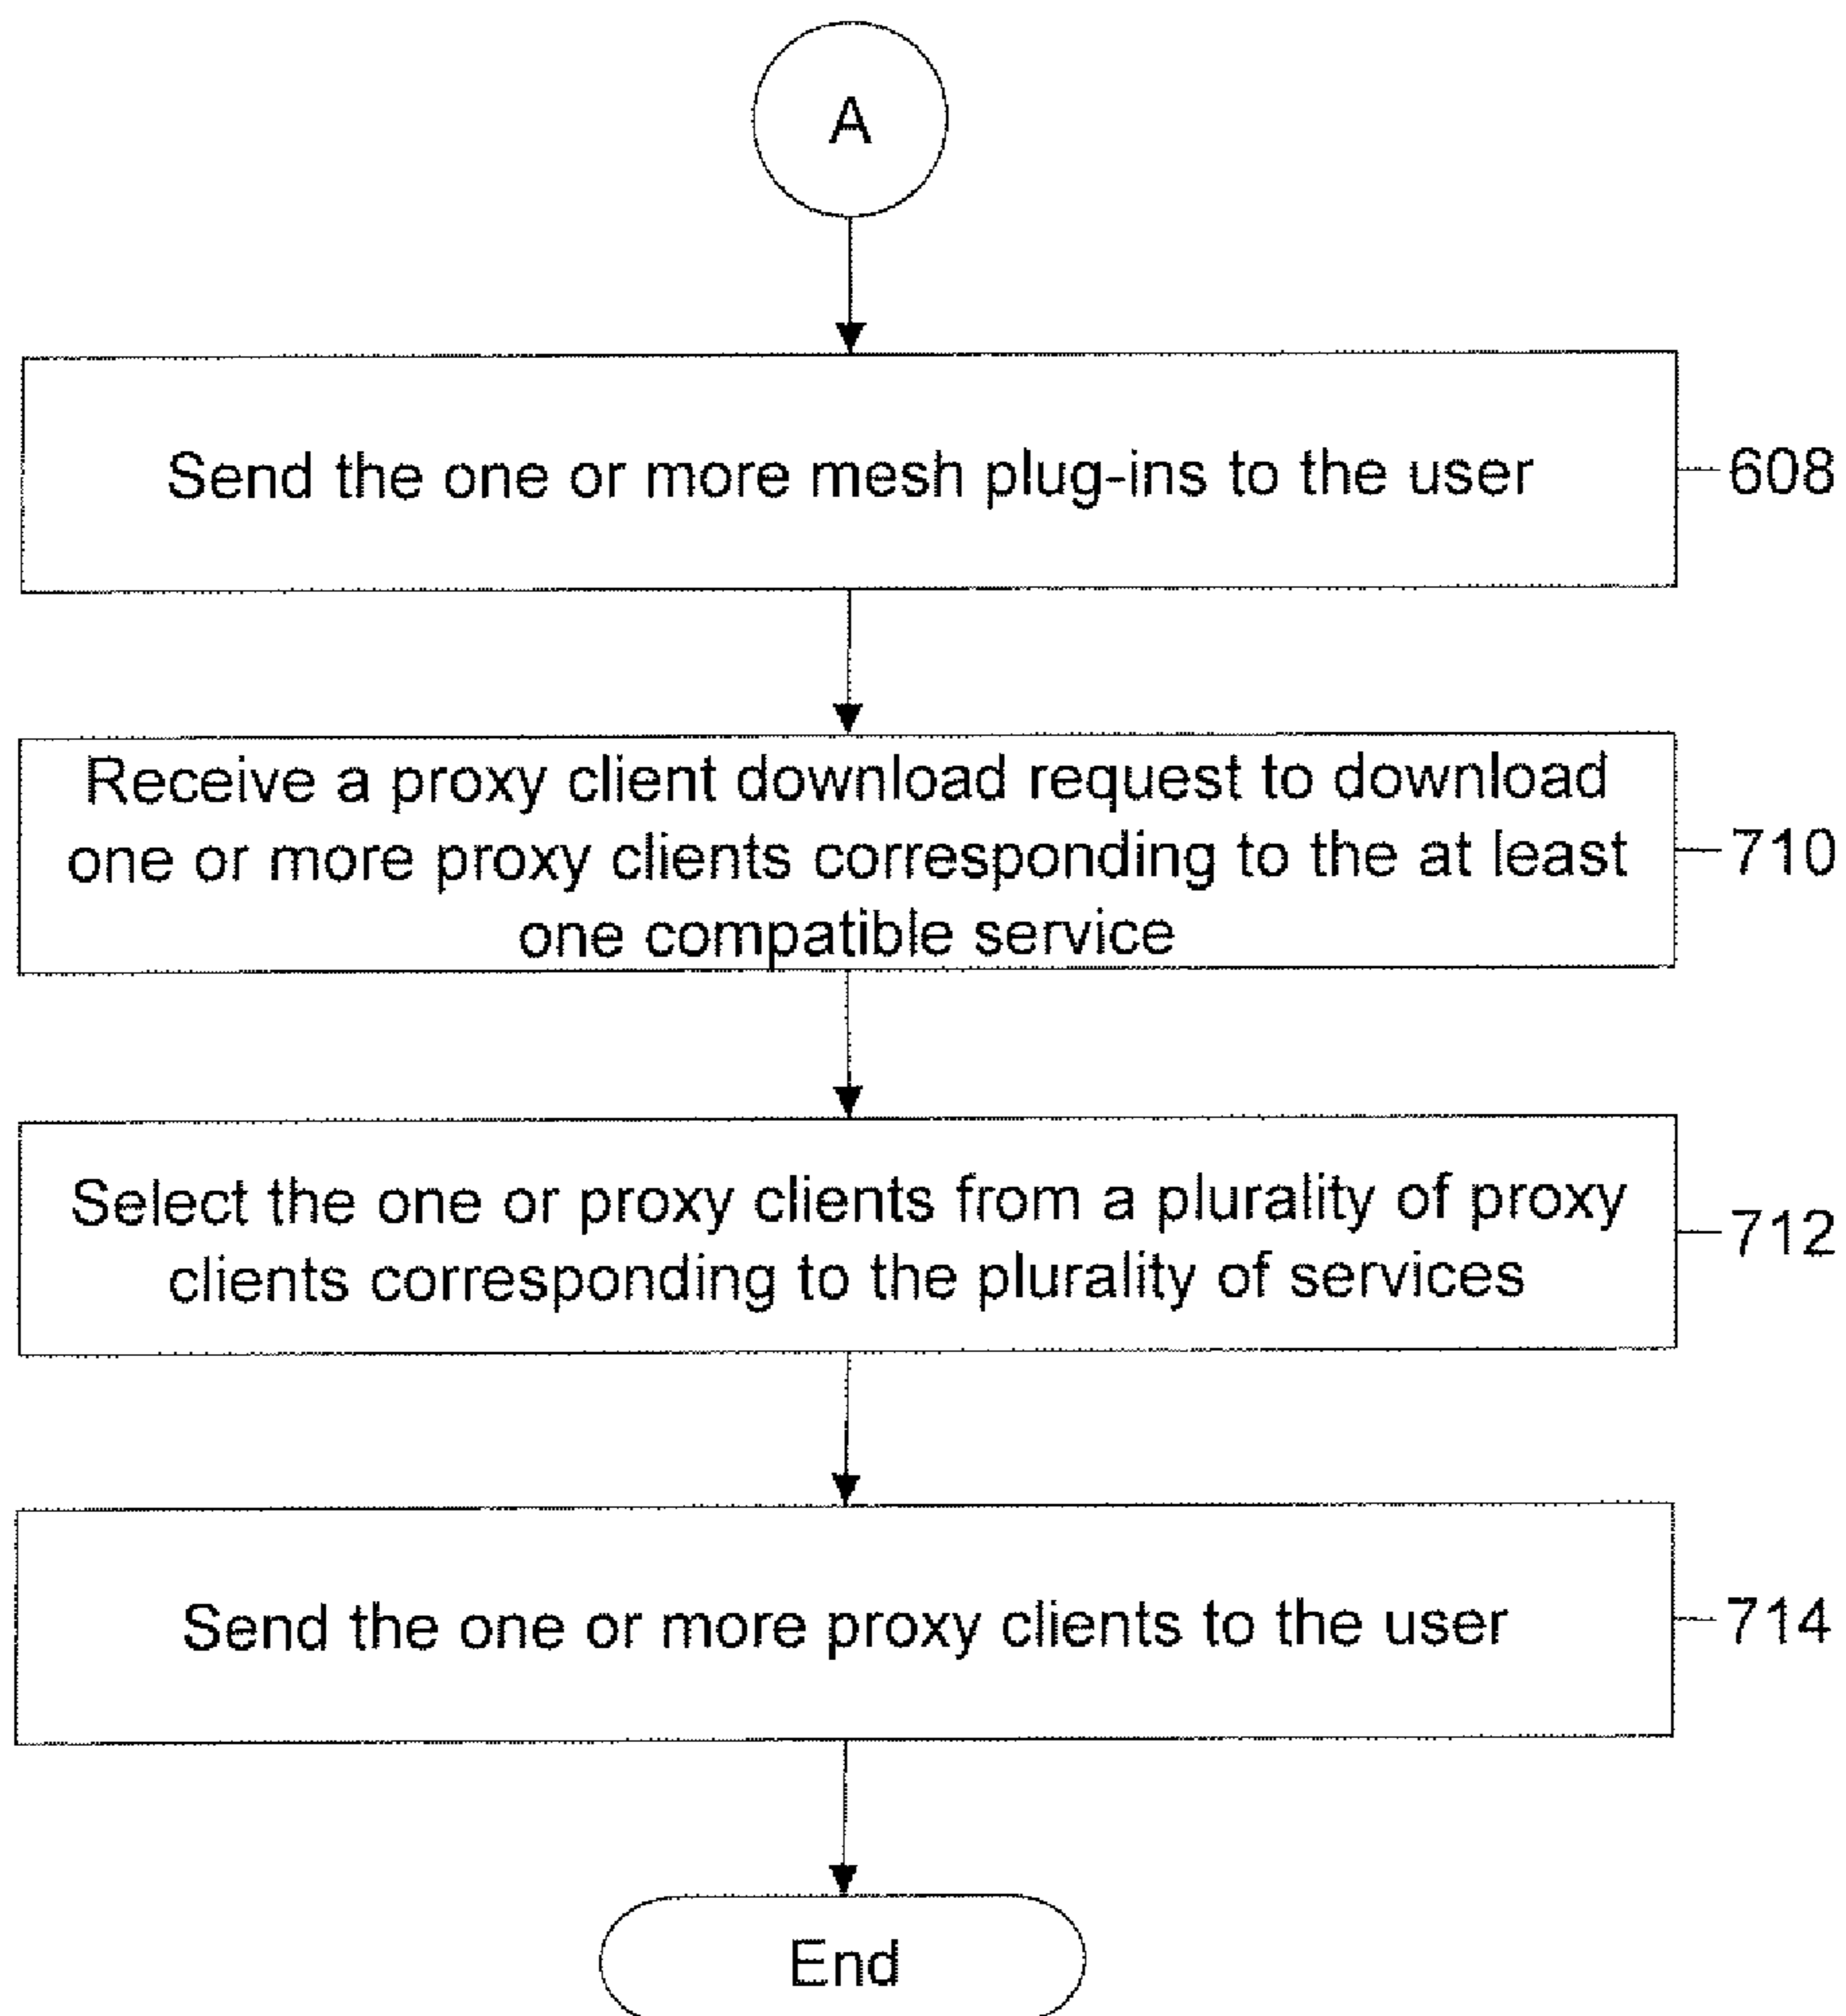 A
Send the one or more mesh plug-ins to the user
608
Receive a proxy client download request to download
one or more proxy clients corresponding to the at least
one compatible service
710
Select the one or proxy clients from a plurality of proxy
clients corresponding to the plurality of services
712
Send the one or more proxy clients to the user
714
End